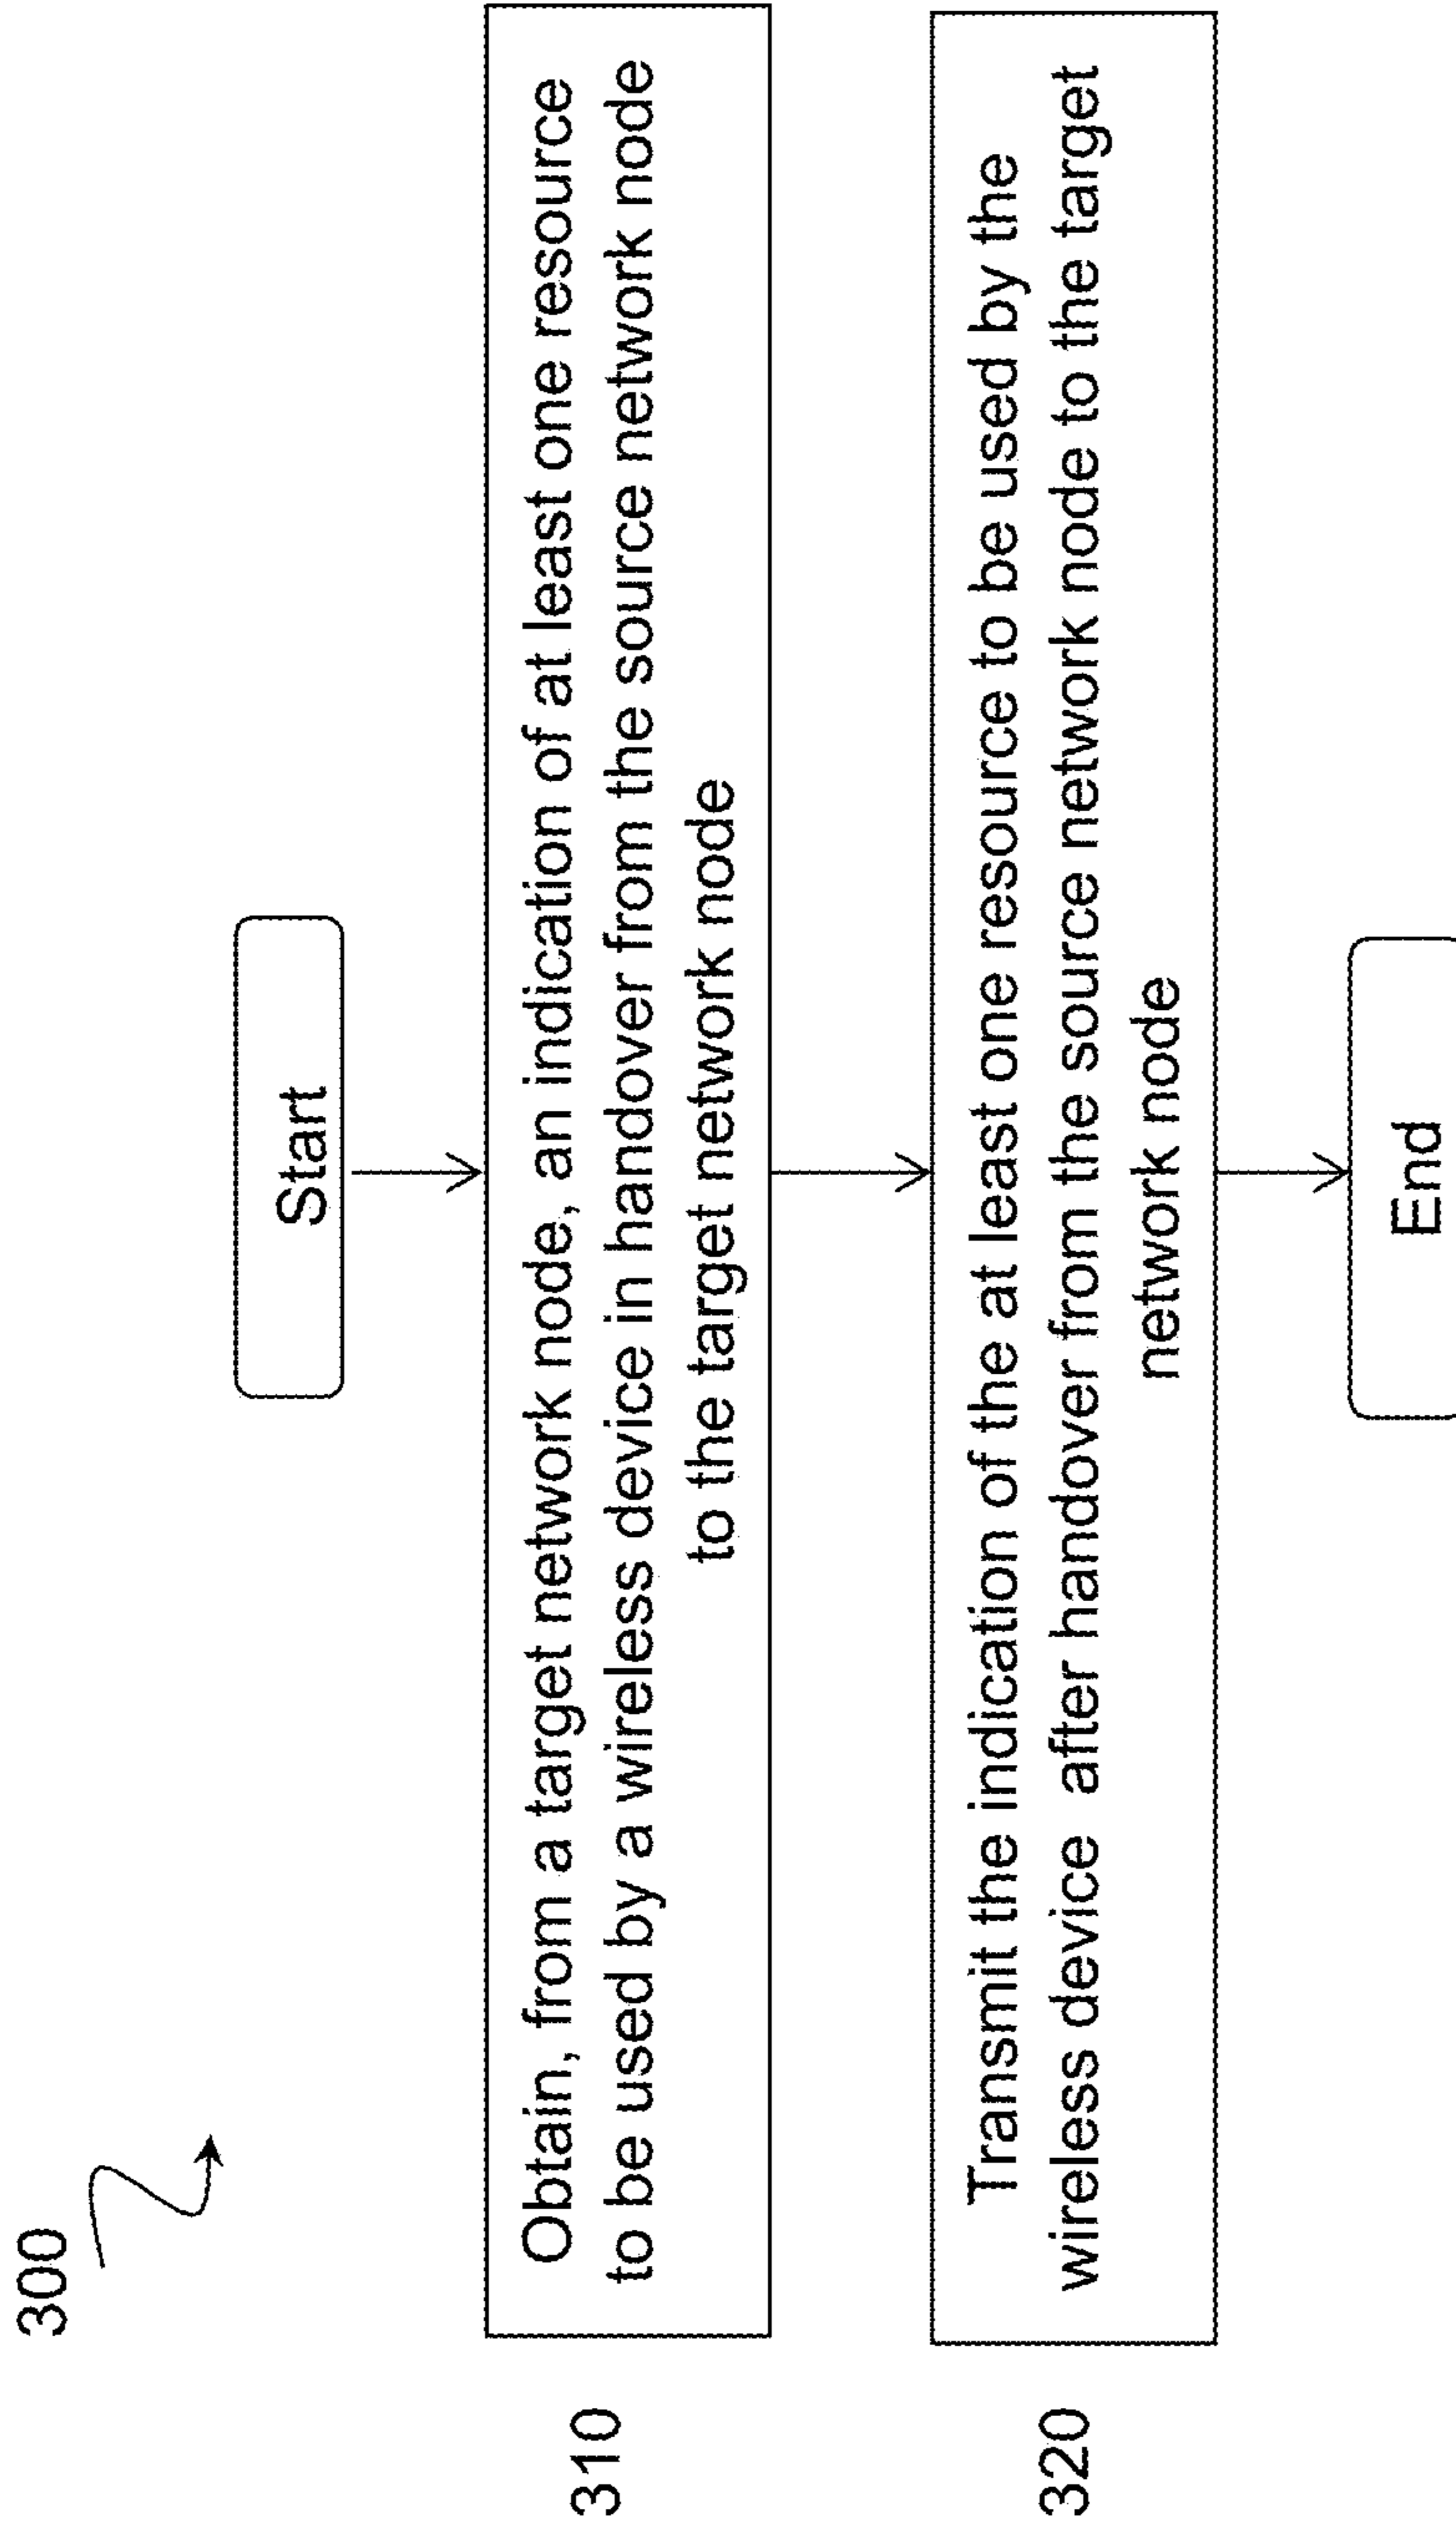 300
Start
310
Obtain, from a target network node, an indication of at least one resource
to be used by a wireless device in handover from the source network node
to the target network node
320
Transmit the indication of the at least one resource to be used by the
wireless device after handover from the source network node to the target
network node
End